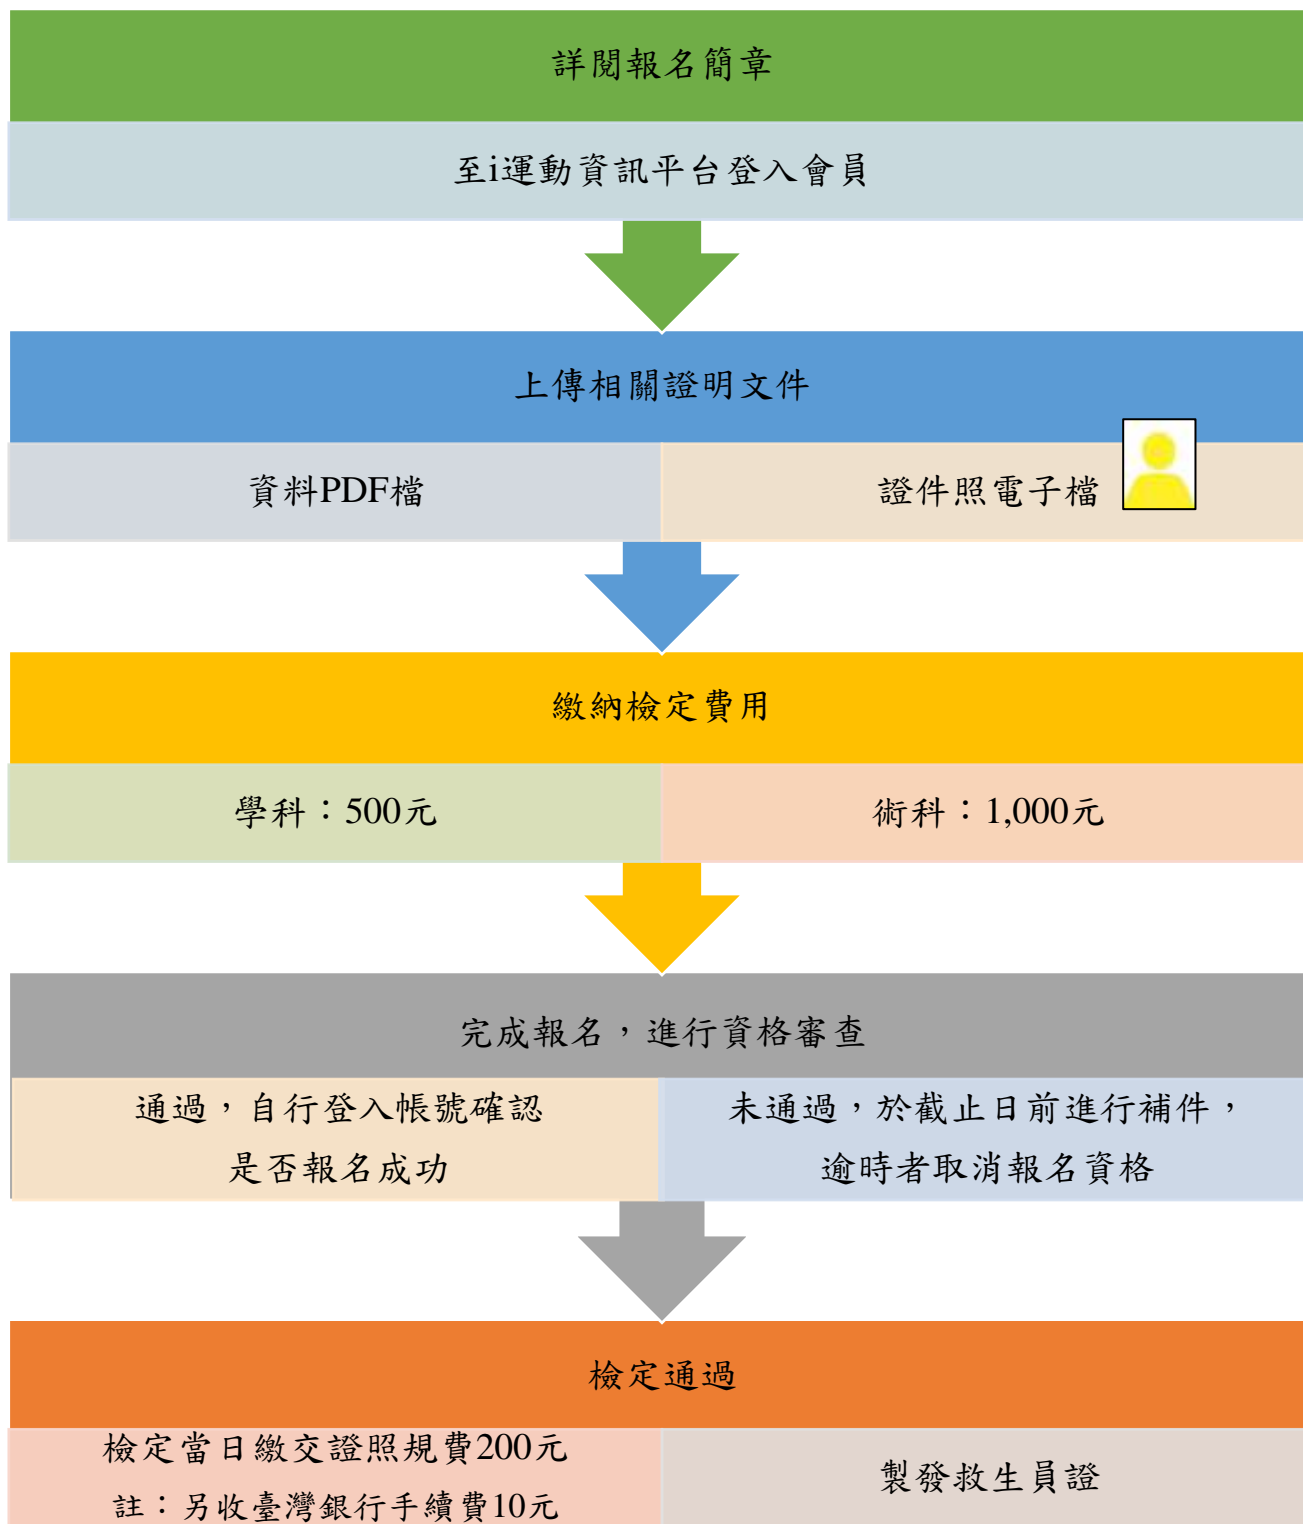 詳閱報名簡章
至i運動資訊平台登入會員
上傳相關證明文件
資料PDF檔
證件照電子檔
繳納檢定費用
學科：500元
術科：1,000元
完成報名，進行資格審查
通過，自行登入帳號確認
是否報名成功
未通過，於截止日前進行補件，
逾時者取消報名資格
檢定通過
檢定當日繳交證照規費200元
註：另收臺灣銀行手續費10元
製發救生員證